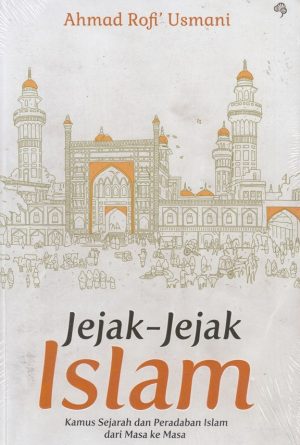 Ahmad Rofi' Usmani
Jejak-Jejak
Islam
Kamus Sejarah dan Peradaban Islam
dari Masa ke Masa